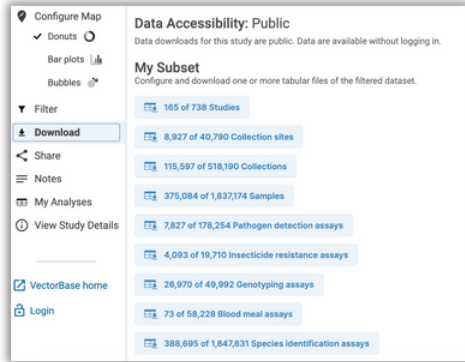 Configure Map
Donuts
Bar plots
Bubbles
Filter
Download
Share
Notes
My Analyses
View Study Details
VectorBase home
Login
Data Accessibility: Public
Data downloads for this study are public. Data are available without logging in.
My Subset
Configure and download one or more tabular files of the filtered dataset.
165 of 738 Studies
8,927 of 40,790 Collection sites
115,597 of 518,190 Collections
375,084 of 1,837,174 Samples
7,827 of 178,254 Pathogen detection assays
4,093 of 19,710 Insecticide resistance assays
26,970 of 49,992 Genotyping assays
73 of 58,228 Blood meal assays
388,695 of 1,847,831 Species identification assays